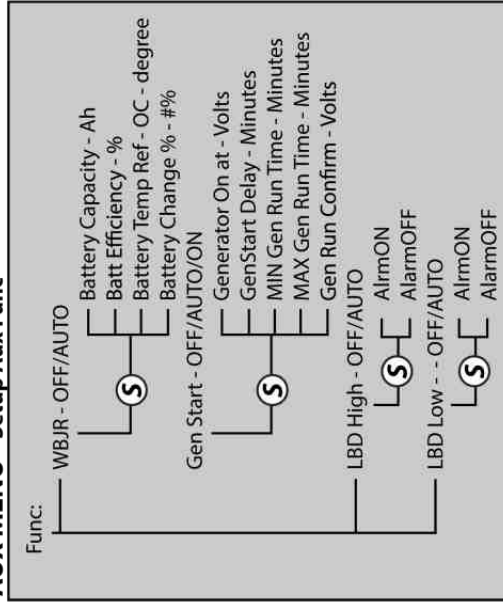 Func:
WBJR - OFF/AUTO
S
Battery Capacity - Ah
Batt Efficiency - %
Battery Temp Ref - OC - degree
Battery Change % - #%
Gen Start - OFF/AUTO/ON
S
Generator On at - Volts
GenStart Delay - Minutes
MIN Gen Run Time - Minutes
MAX Gen Run Time - Minutes
Gen Run Confirm - Volts
LBD High - OFF/AUTO
S
AlrmON
AlarmOFF
LBD Low - - OFF/AUTO
S
AlrmON
AlarmOFF